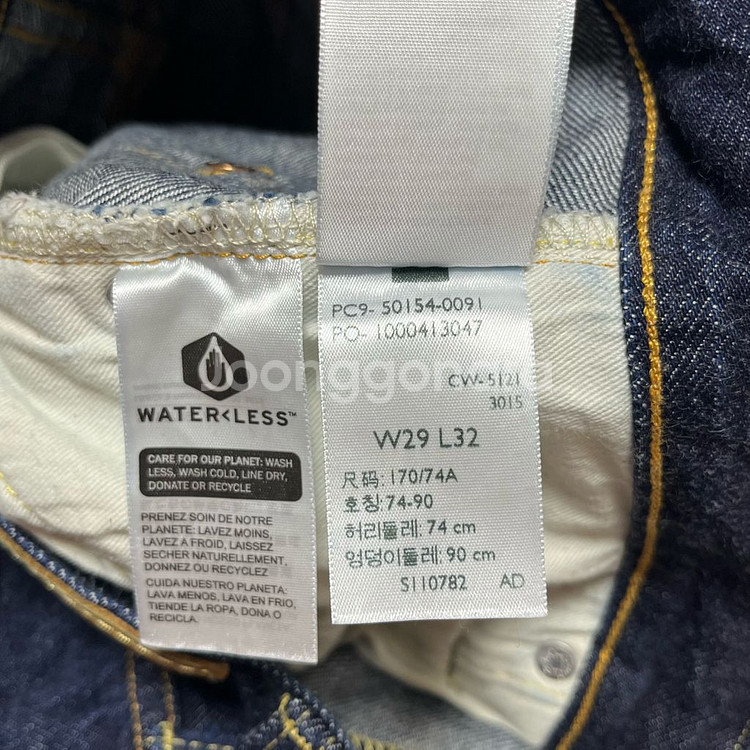 WATER<LESS™
CARE FOR OUR PLANET: WASH
LESS, WASH COLD, LINE DRY,
DONATE OR RECYCLE
PRENEZ SOIN DE NOTRE
PLANETE: LAVEZ MOINS,
LAVEZ A FROID, LAISSEZ
SECHER NATURELLEMENT,
DONNEZ OU RECYCLEZ
CUIDA NUESTRO PLANETA:
LAVA MENOS, LAVA EN FRIO,
TIENDE LA ROPA, DONA O
RECICLA.
PC9- 50154-0091
PO- 1000413047
CW-5121
3015
W29 L32
尺码: 170/74A
호칭: 74-90
허리둘레: 74 cm
엉덩이둘레: 90 cm
S110782 AD